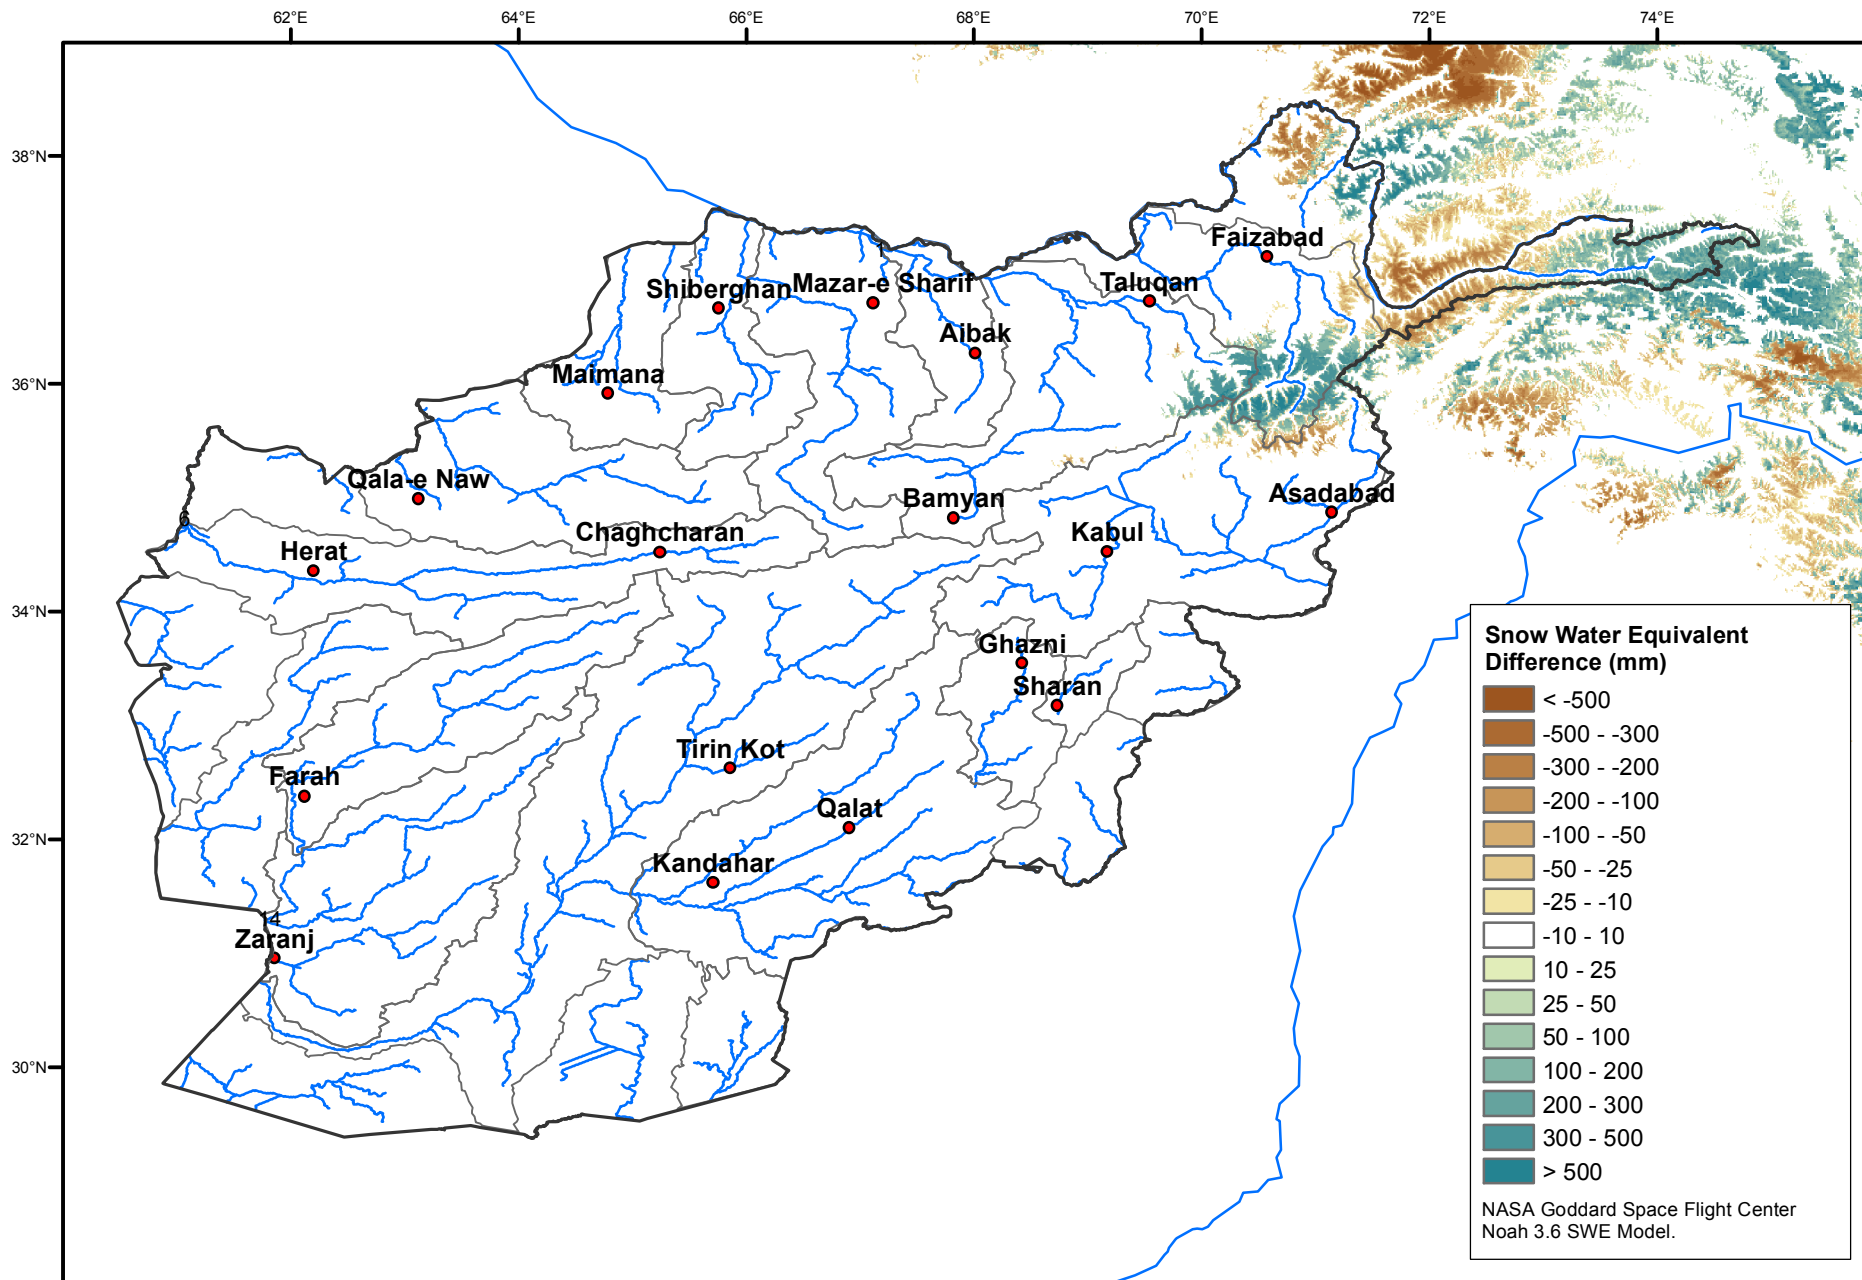 62°E 64°E 66°E 68°E 70°E 72°E 74°E
38°N
Faizabad
Shiberghan Mazar-e Sharif Taluqan
Aibak
36°N
Maimana
Qala-e Naw
Bamyan Asadabad
6
Chaghcharan Kabul
Herat
34°N
Ghazni
Sharan
Tirin Kot
Farah
Qalat
32°N
Kandahar
14
Zaranj
30°N
Snow Water Equivalent
Difference (mm)
< -500
-500 - -300
-300 - -200
-200 - -100
-100 - -50
-50 - -25
-25 - -10
-10 - 10
10 - 25
25 - 50
50 - 100
100 - 200
200 - 300
300 - 500
> 500
NASA Goddard Space Flight Center
Noah 3.6 SWE Model.